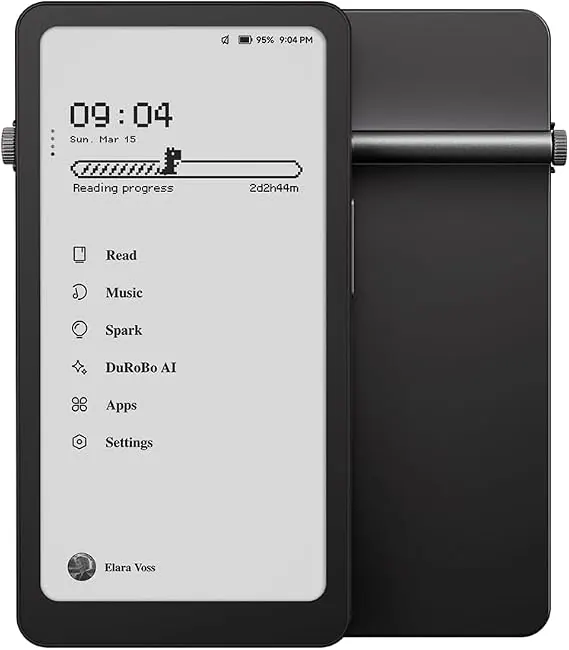 95% 9:04 PM
09:04
Sun. Mar 15
Reading progress 2d2h44m
Read
Music
Spark
DuRoBo AI
Apps
Settings
Elara Voss